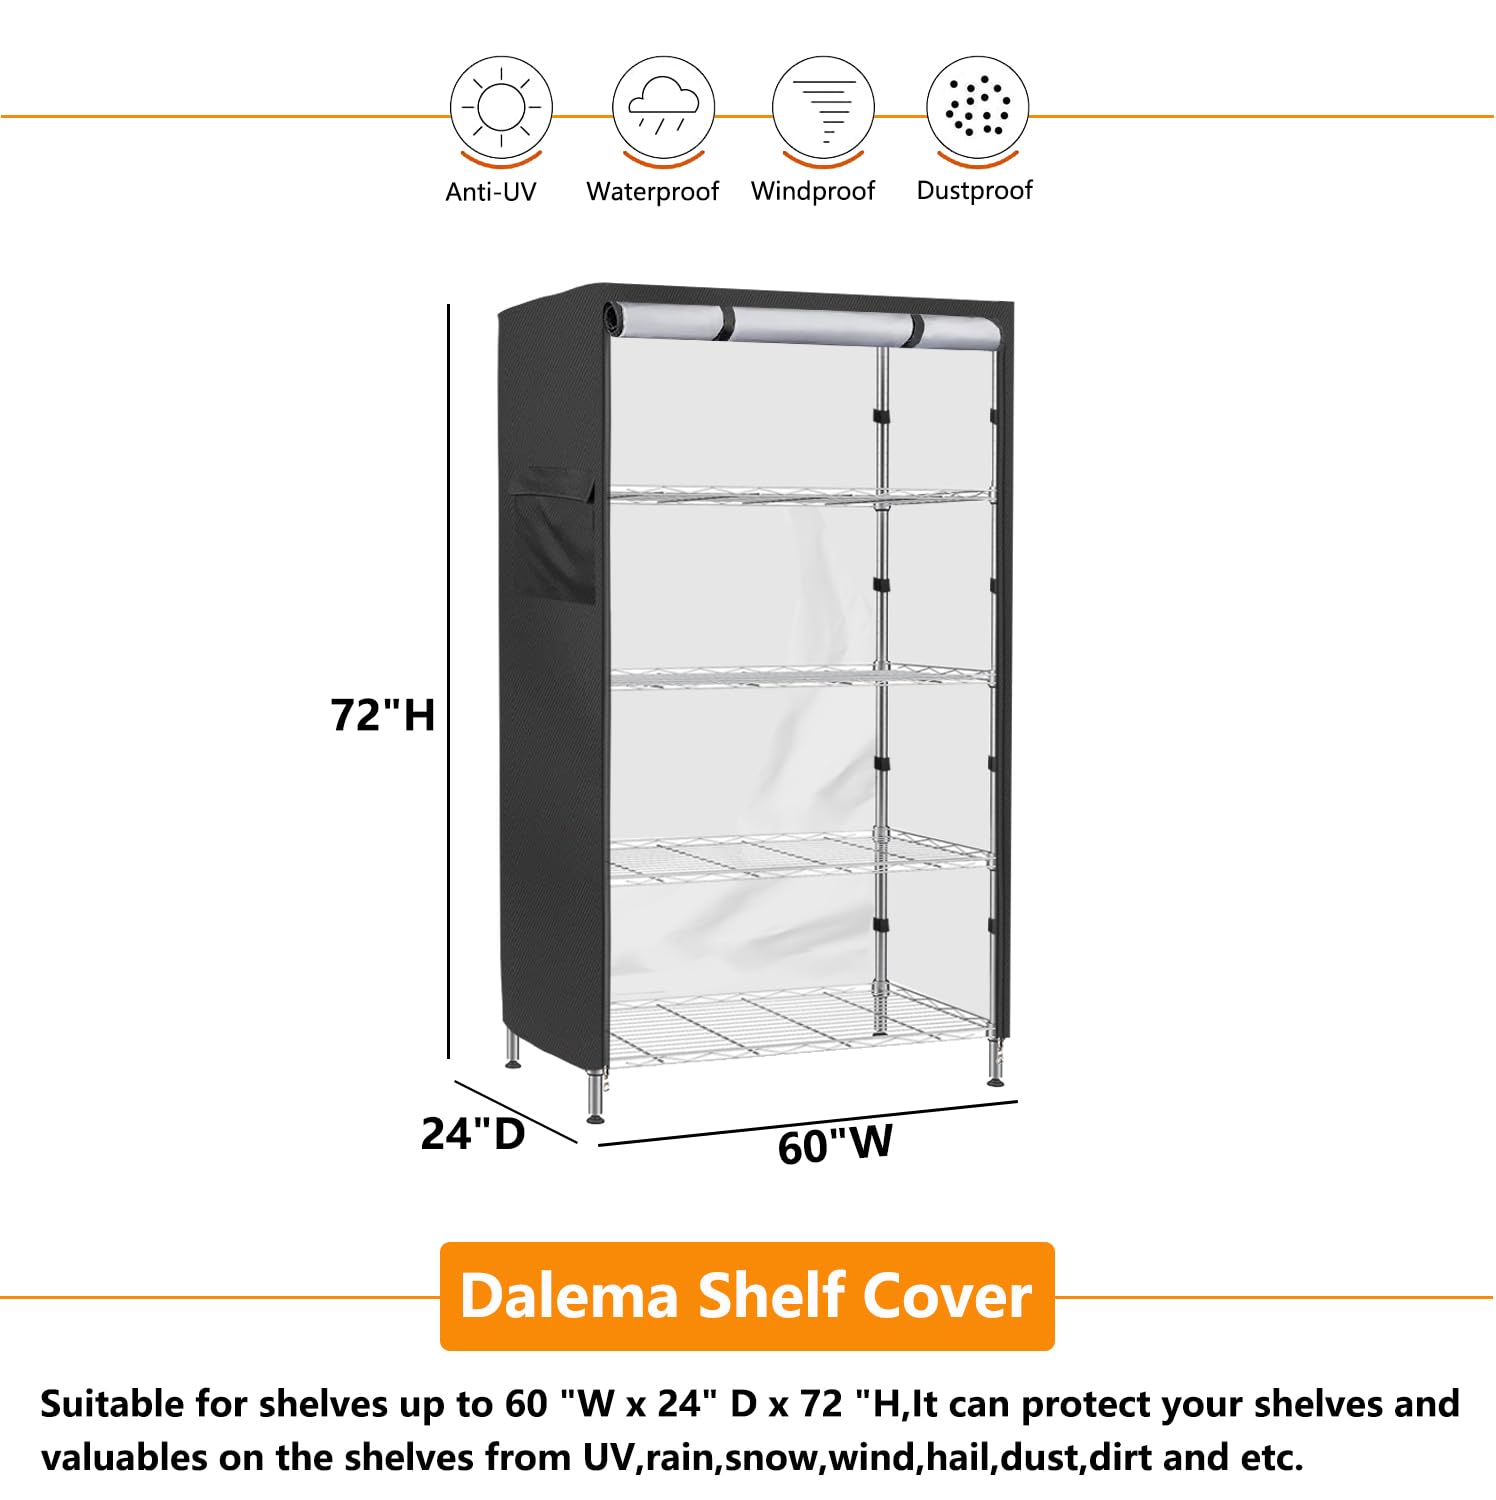 Anti-UV
Waterproof
Windproof
Dustproof
72"H
24"D
60"W
Dalema Shelf Cover
Suitable for shelves up to 60 "W x 24" D x 72 "H,It can protect your shelves and
valuables on the shelves from UV,rain,snow,wind,hail,dust,dirt and etc.